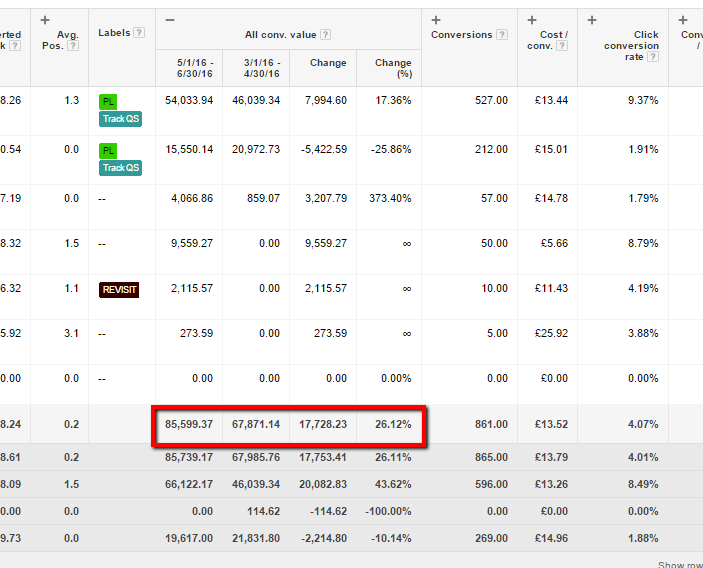 erted Avg. Labels ? All conv. value ? Conversions ? Cost / Click Conv
k ? Pos. ? conv. ? conversion /
rate ?
5/1/16 - 3/1/16 - Change Change
6/30/16 4/30/16 (%)
8.26 1.3 PL 54,033.94 46,039.34 7,994.60 17.36% 527.00 £13.44 9.37%
Track QS
0.54 0.0 PL 15,550.14 20,972.73 -5,422.59 -25.86% 212.00 £15.01 1.91%
Track QS
7.19 0.0 -- 4,066.86 859.07 3,207.79 373.40% 57.00 £14.78 1.79%
8.32 1.5 -- 9,559.27 0.00 9,559.27 ∞ 50.00 £5.66 8.79%
6.32 1.1 REVISIT 2,115.57 0.00 2,115.57 ∞ 10.00 £11.43 4.19%
5.92 3.1 -- 273.59 0.00 273.59 ∞ 5.00 £25.92 3.88%
0.00 0.0 -- 0.00 0.00 0.00 0.00% 0.00 £0.00 0.00%
8.24 0.2 85,599.37 67,871.14 17,728.23 26.12% 861.00 £13.52 4.07%
8.61 0.2 85,739.17 67,985.76 17,753.41 26.11% 865.00 £13.79 4.01%
8.09 1.5 66,122.17 46,039.34 20,082.83 43.62% 596.00 £13.26 8.49%
0.00 0.0 0.00 114.62 -114.62 -100.00% 0.00 £0.00 0.00%
9.73 0.0 19,617.00 21,831.80 -2,214.80 -10.14% 269.00 £14.96 1.88%
Show row